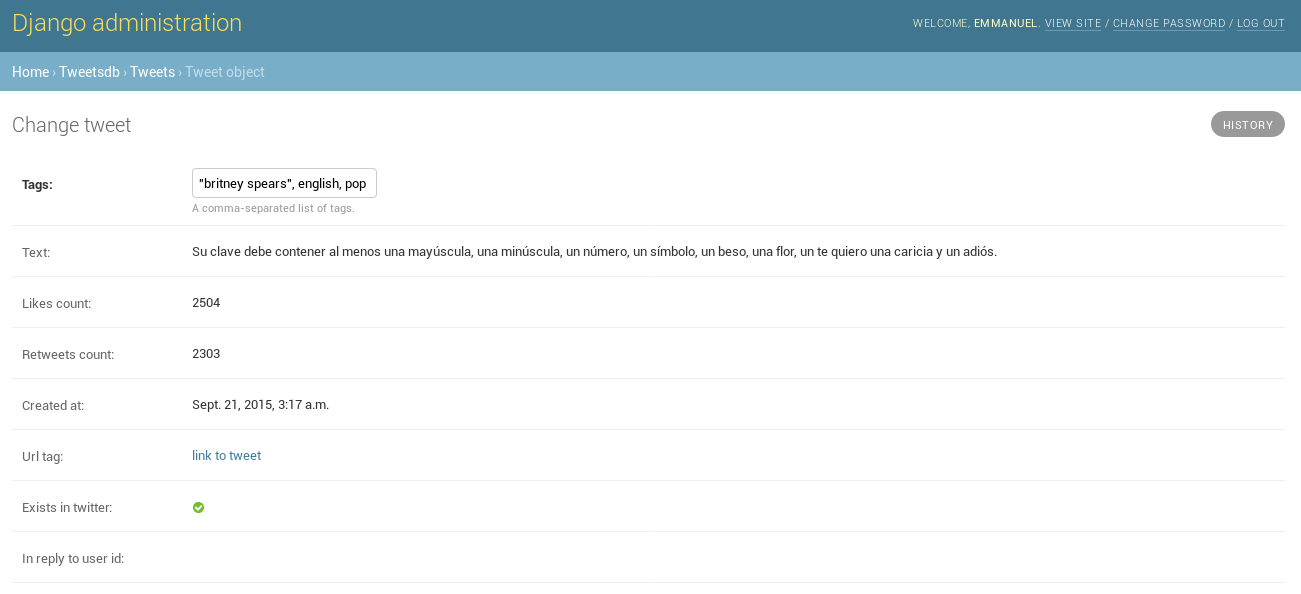 Django administration
WELCOME, EMMANUEL. VIEW SITE / CHANGE PASSWORD / LOG OUT
Home › Tweetsdb › Tweets › Tweet object
Change tweet
HISTORY
Tags: "britney spears", english, pop
A comma-separated list of tags.
Text: Su clave debe contener al menos una mayúscula, una minúscula, un número, un símbolo, un beso, una flor, un te quiero una caricia y un adiós.
Likes count: 2504
Retweets count: 2303
Created at: Sept. 21, 2015, 3:17 a.m.
Url tag: link to tweet
Exists in twitter:
In reply to user id: